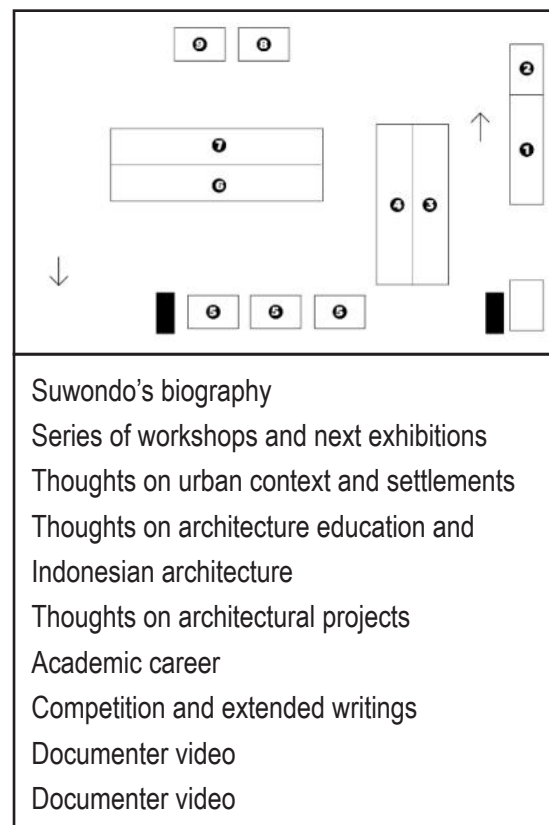 9 8
2
7
1
6
4 3
5 5 5
Suwondo’s biography
Series of workshops and next exhibitions
Thoughts on urban context and settlements
Thoughts on architecture education and
Indonesian architecture
Thoughts on architectural projects
Academic career
Competition and extended writings
Documenter video
Documenter video